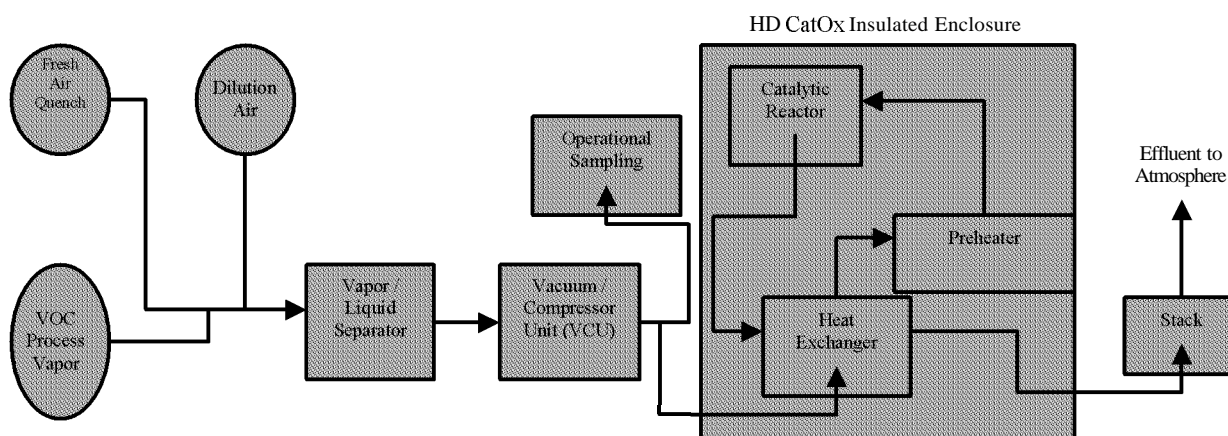 HD CatOx Insulated Enclosure
Fresh
Air
Quench
Dilution
Air
Operational
Sampling
Catalytic
Reactor
Effluent to
Atmosphere
VOC
Process
Vapor
Vapor /
Liquid
Separator
Vacuum /
Compressor
Unit (VCU)
Preheater
Heat
Exchanger
Stack